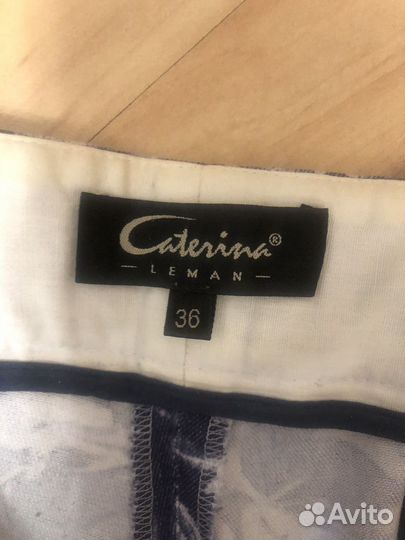 Caterina®
LEMAN
36
Avito